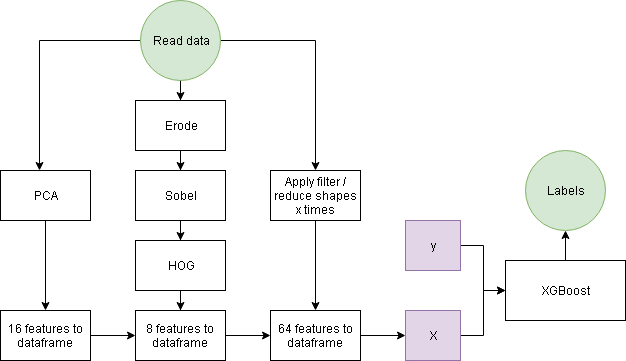 Read data
Erode
PCA
Sobel
Apply filter /
reduce shapes
x times
Labels
HOG
y
XGBoost
16 features to
dataframe
8 features to
dataframe
64 features to
dataframe
X